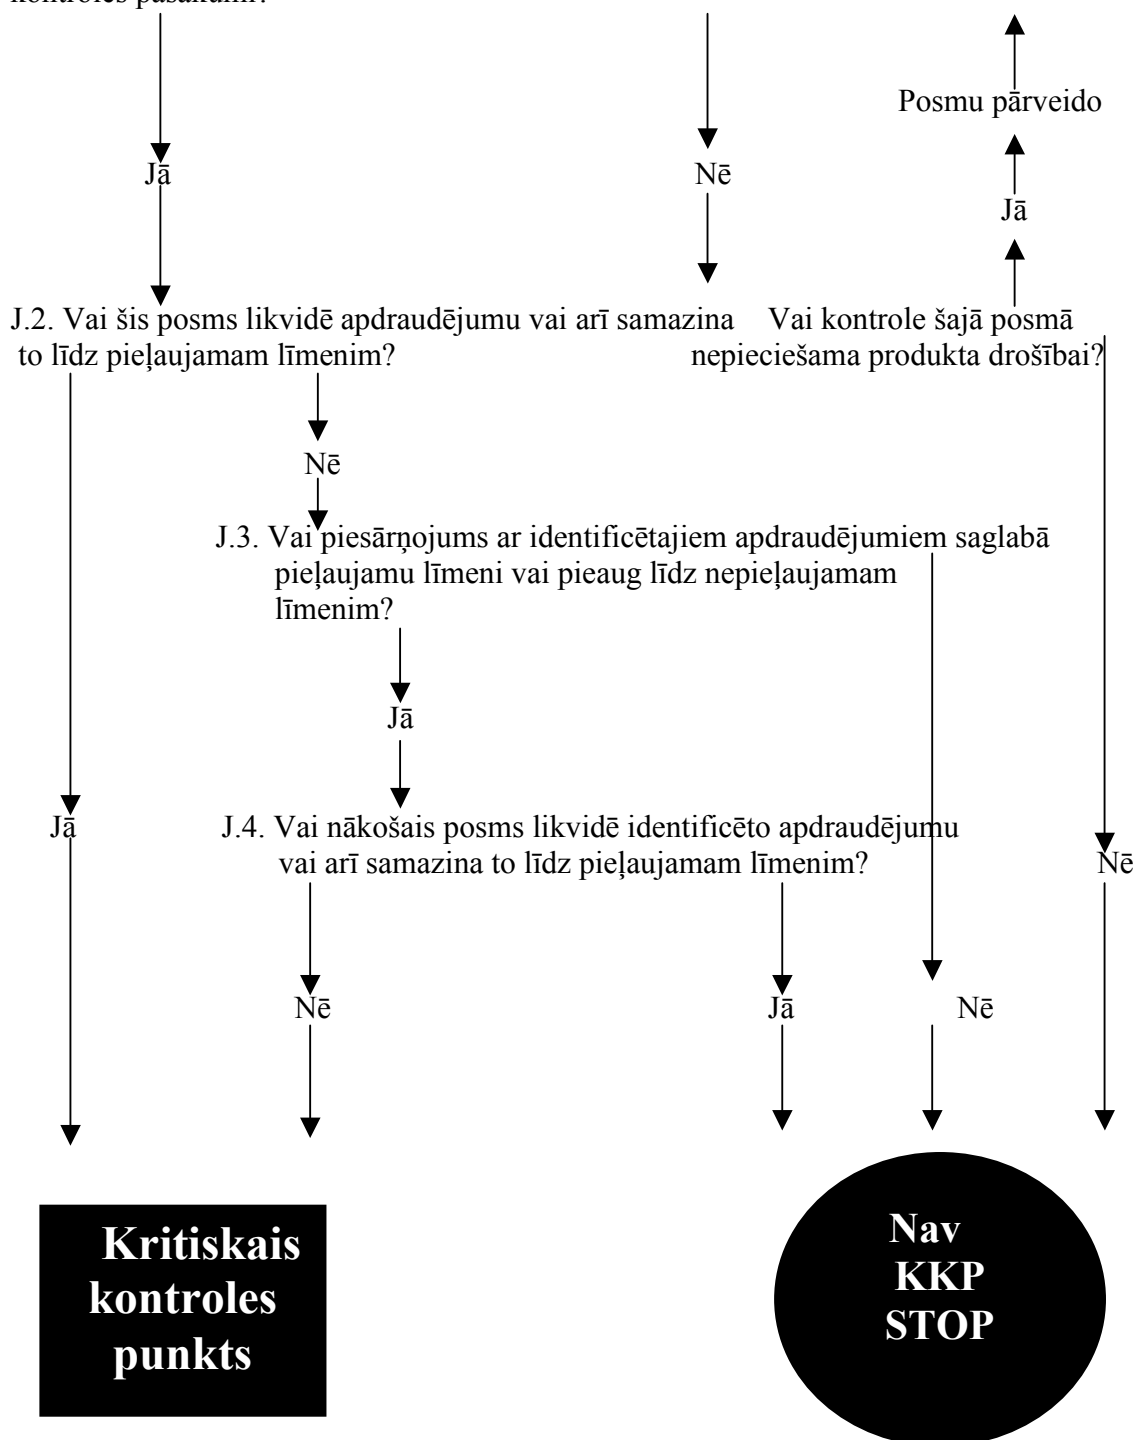 Posmu pārveido
Jā
Nē
Jā
J.2. Vai šis posms likvidē apdraudējumu vai arī samazina
to līdz pieļaujamam līmenim?
Vai kontrole šajā posmā
nepieciešama produkta drošībai?
Nē
J.3. Vai piesārņojums ar identificētajiem apdraudējumiem saglabā
pieļaujamu līmeni vai pieaug līdz nepieļaujamam
līmenim?
Jā
Jā
J.4. Vai nākošais posms likvidē identificēto apdraudējumu
vai arī samazina to līdz pieļaujamam līmenim?
Nē
Nē
Jā
Nē
Kritiskais
kontroles
punkts
Nav
KKP
STOP